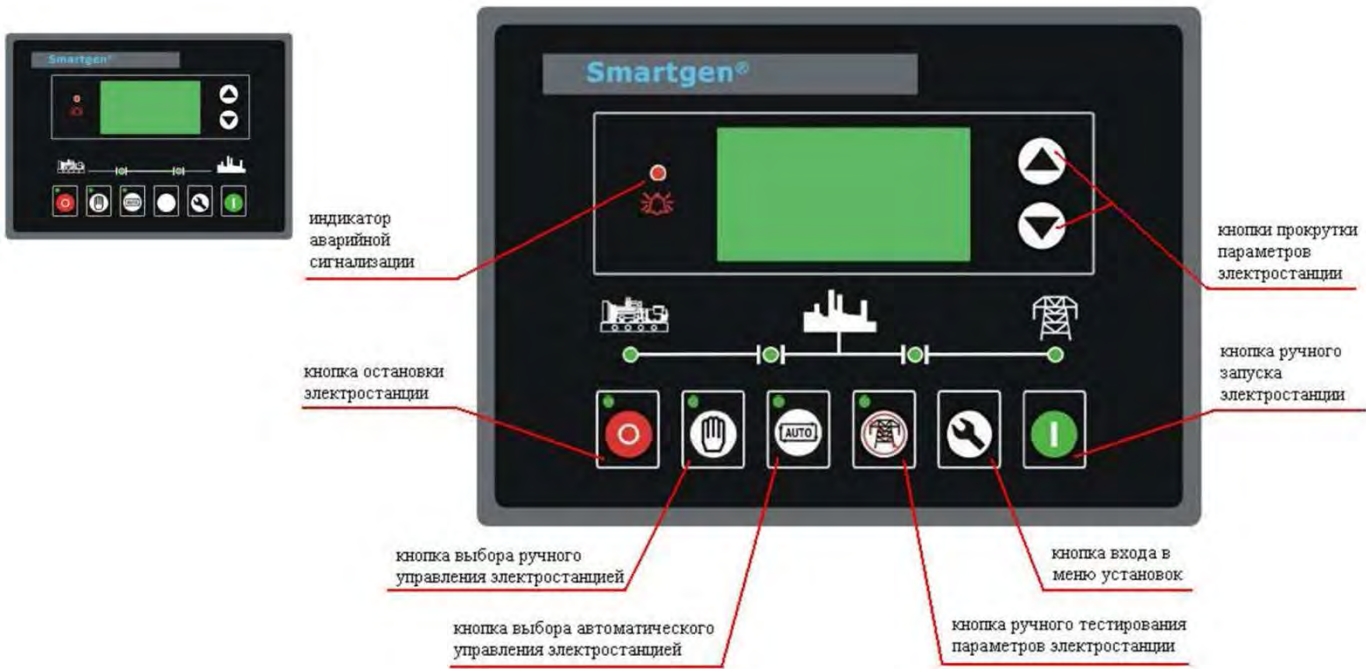 Smartgen®
Smartgen®
индикатор
аварийной
сигнализации
кнопки прокрутки
параметров
электростанции
кнопка остановки
электростанции
кнопка ручного
запуска
электростанции
AUTO
AUTO
кнопка выбора ручного
управления электростанцией
кнопка входа в
меню установок
кнопка выбора автоматического
управления электростанцией
кнопка ручного тестирования
параметров электростанции